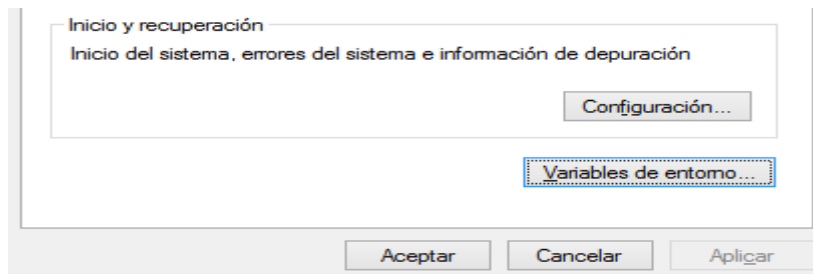 Inicio y recuperación
Inicio del sistema, errores del sistema e información de depuración
Configuración...
Variables de entorno...
Aceptar Cancelar Aplicar